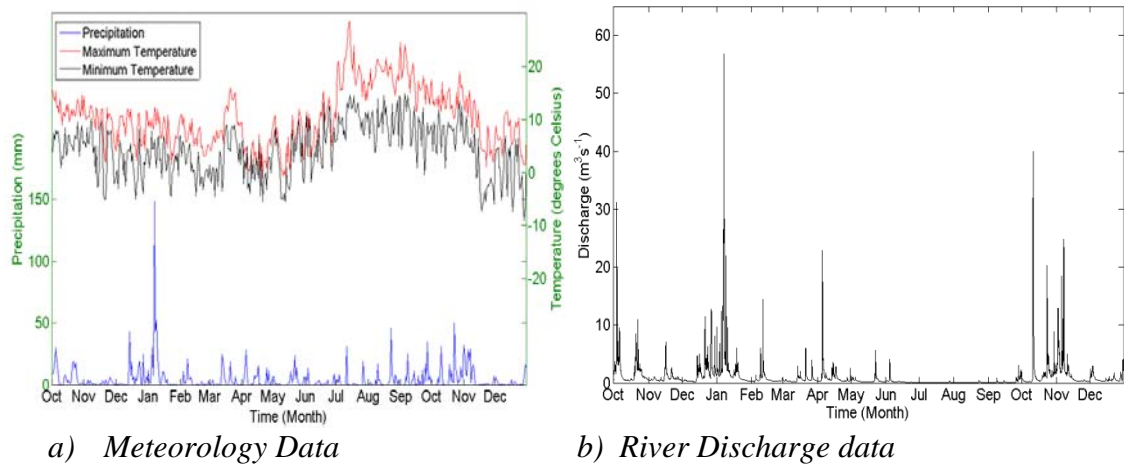 Precipitation
Maximum Temperature
Minimum Temperature
Precipitation (mm)
150
100
50
0
20
10
0
-10
-20
Temperature (degrees Celsius)
Oct Nov Dec Jan Feb Mar Apr May Jun Jul Aug Sep Oct Nov Dec
Time (Month)
a) Meteorology Data
Discharge (m³s⁻¹)
60
50
40
30
20
10
0
Oct Nov Dec Jan Feb Mar Apr May Jun Jul Aug Sep Oct Nov Dec
Time (Month)
b) River Discharge data